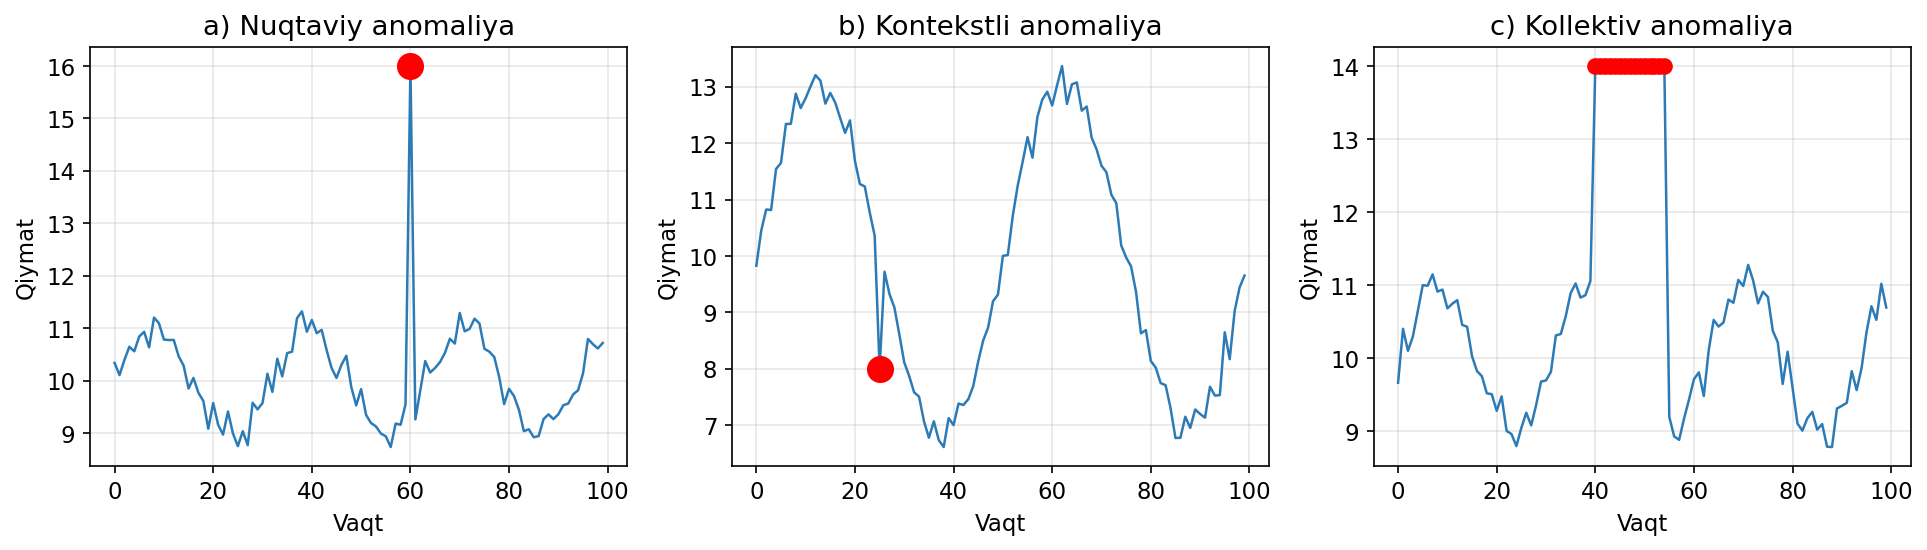 a) Nuqtaviy anomaliya
16
15
14
13
12
11
10
9
Qiymat
0 20 40 60 80 100
Vaqt
b) Kontekstli anomaliya
13
12
11
10
9
8
7
Qiymat
0 20 40 60 80 100
Vaqt
c) Kollektiv anomaliya
14
13
12
11
10
9
Qiymat
0 20 40 60 80 100
Vaqt